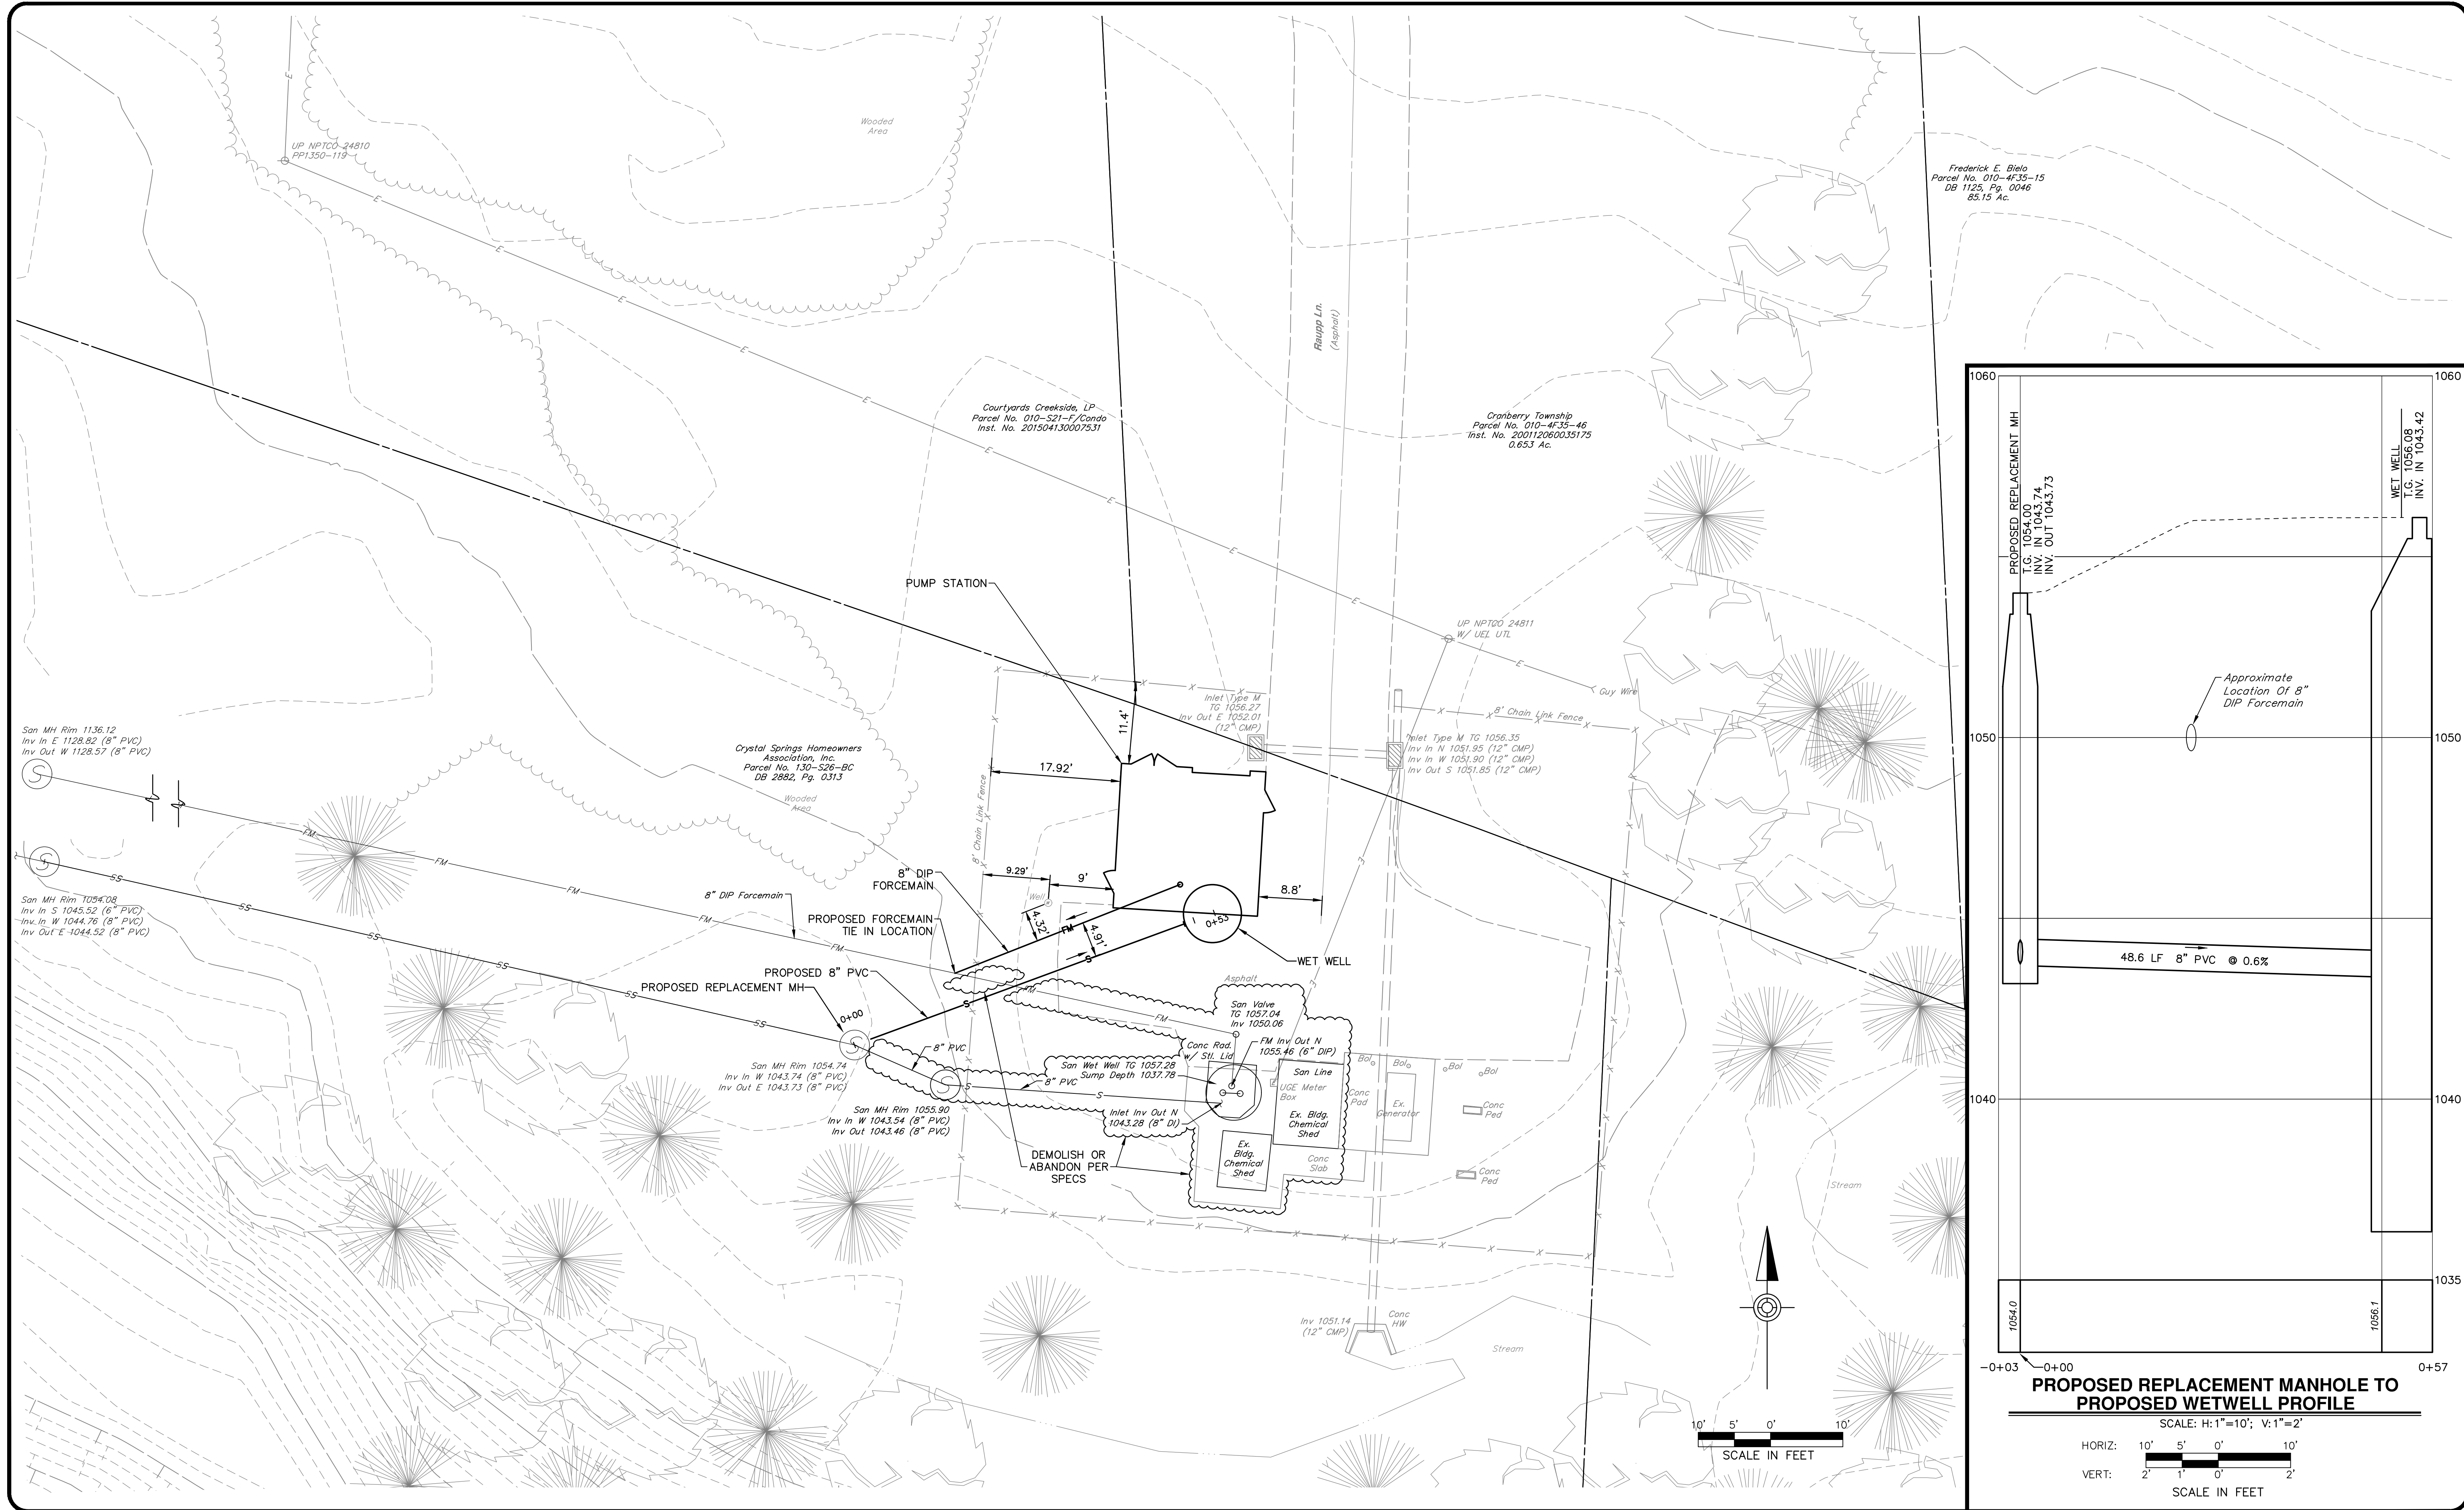 UP NPTCO 24810
PP1350-119
Wooded
Area
Frederick E. Bielo
Parcel No. 010-4F35-15
DB 1125, Pg. 0046
85.15 Ac.
Raupp Ln.
(Asphalt)
Courtyards Creekside, LP
Parcel No. 010-S21-F/Condo
Inst. No. 201504130007531
Cranberry Township
Parcel No. 010-4F35-46
Inst. No. 200112060035175
0.653 Ac.
PUMP STATION
UP NPTCO 24811
W/ UEL UTL
Guy Wire
8' Chain Link Fence
Inlet Type M
TG 1056.27
Inv Out E 1052.01
(12" CMP)
11.4'
Inlet Type M TG 1056.35
Inv In N 1051.95 (12" CMP)
Inv In W 1051.90 (12" CMP)
Inv Out S 1051.85 (12" CMP)
San MH Rim 1136.12
Inv In E 1128.82 (8" PVC)
Inv Out W 1128.57 (8" PVC)
Crystal Springs Homeowners
Association, Inc.
Parcel No. 130-S26-BC
DB 2882, Pg. 0313
Wooded
Area
17.92'
8' Chain Link Fence
San MH Rim 1054.08
Inv In S 1045.52 (6" PVC)
Inv. In W 1044.76 (8" PVC)
Inv Out E 1044.52 (8" PVC)
8" DIP Forcemain
8" DIP
FORCEMAIN
9.29'
9'
8.8'
Well
4.32'
4.91'
0+53
PROPOSED FORCEMAIN
TIE IN LOCATION
WET WELL
PROPOSED 8" PVC
PROPOSED REPLACEMENT MH
0+00
Asphalt
San Valve
TG 1057.04
Inv 1050.06
San MH Rim 1054.74
Inv In W 1043.74 (8" PVC)
Inv Out E 1043.73 (8" PVC)
8" PVC
8" PVC
Conc Rad.
w/ Stl. Lid
FM Inv Out N
1055.46 (6" DIP)
San Wet Well TG 1057.28
Sump Depth 1037.78
San Line
UGE Meter
Box
Bol
Bol
Bol
Bol
Conc
Pad
Ex.
Generator
Conc
Ped
San MH Rim 1055.90
Inv In W 1043.54 (8" PVC)
Inv Out 1043.46 (8" PVC)
Inlet Inv Out N
1043.28 (8" DI)
Ex. Bldg.
Chemical
Shed
Ex.
Bldg.
Chemical
Shed
Conc
Slab
Conc
Ped
DEMOLISH OR
ABANDON PER
SPECS
Stream
Inv 1051.14
(12" CMP)
Conc
HW
Stream
10' 5' 0' 10'
SCALE IN FEET
1060
1060
PROPOSED REPLACEMENT MH
T.G. 1054.00
INV. IN 1043.74
INV. OUT 1043.73
WET WELL
T.G. 1056.08
INV. IN 1043.42
Approximate
Location Of 8"
DIP Forcemain
1050
1050
48.6 LF 8" PVC @ 0.6%
1040
1040
1035
1054.0
1056.1
-0+03
-0+00
0+57
PROPOSED REPLACEMENT MANHOLE TO
PROPOSED WETWELL PROFILE
SCALE: H:1"=10'; V:1"=2'
HORIZ: 10' 5' 0' 10'
VERT: 2' 1' 0' 2'
SCALE IN FEET